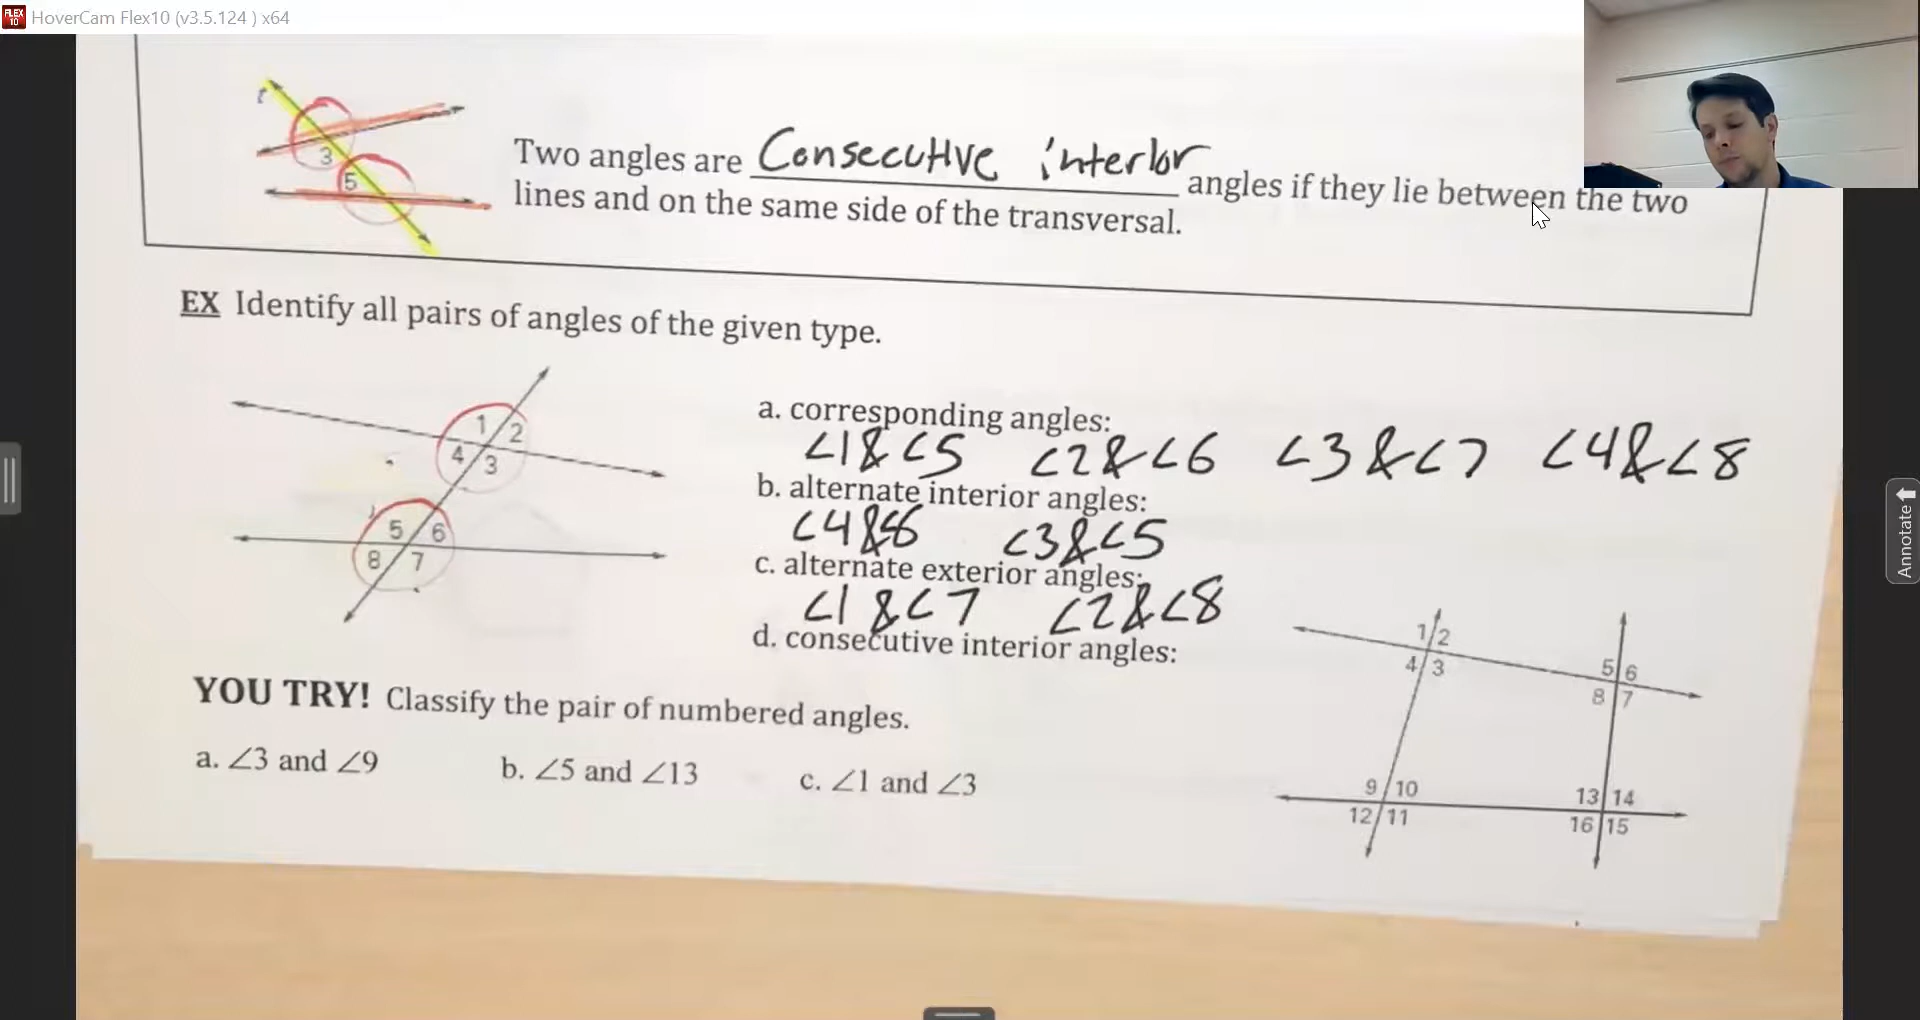 HoverCam Flex10 (v3.5.124 ) x64
FLEX
10
t
3
5
Two angles are Consecutive interior angles if they lie between the two
lines and on the same side of the transversal.
EX Identify all pairs of angles of the given type.
1 2
4 3
5 6
8 7
a. corresponding angles:
∠1&∠5 ∠2&∠6 ∠3&∠7 ∠4&∠8
b. alternate interior angles:
∠4&∠6 ∠3&∠5
c. alternate exterior angles:
∠1&∠7 ∠2&∠8
d. consecutive interior angles:
YOU TRY! Classify the pair of numbered angles.
a. ∠3 and ∠9 b. ∠5 and ∠13 c. ∠1 and ∠3
1 2
4 3
5 6
8 7
9 10
12 11
13 14
16 15
Annotate